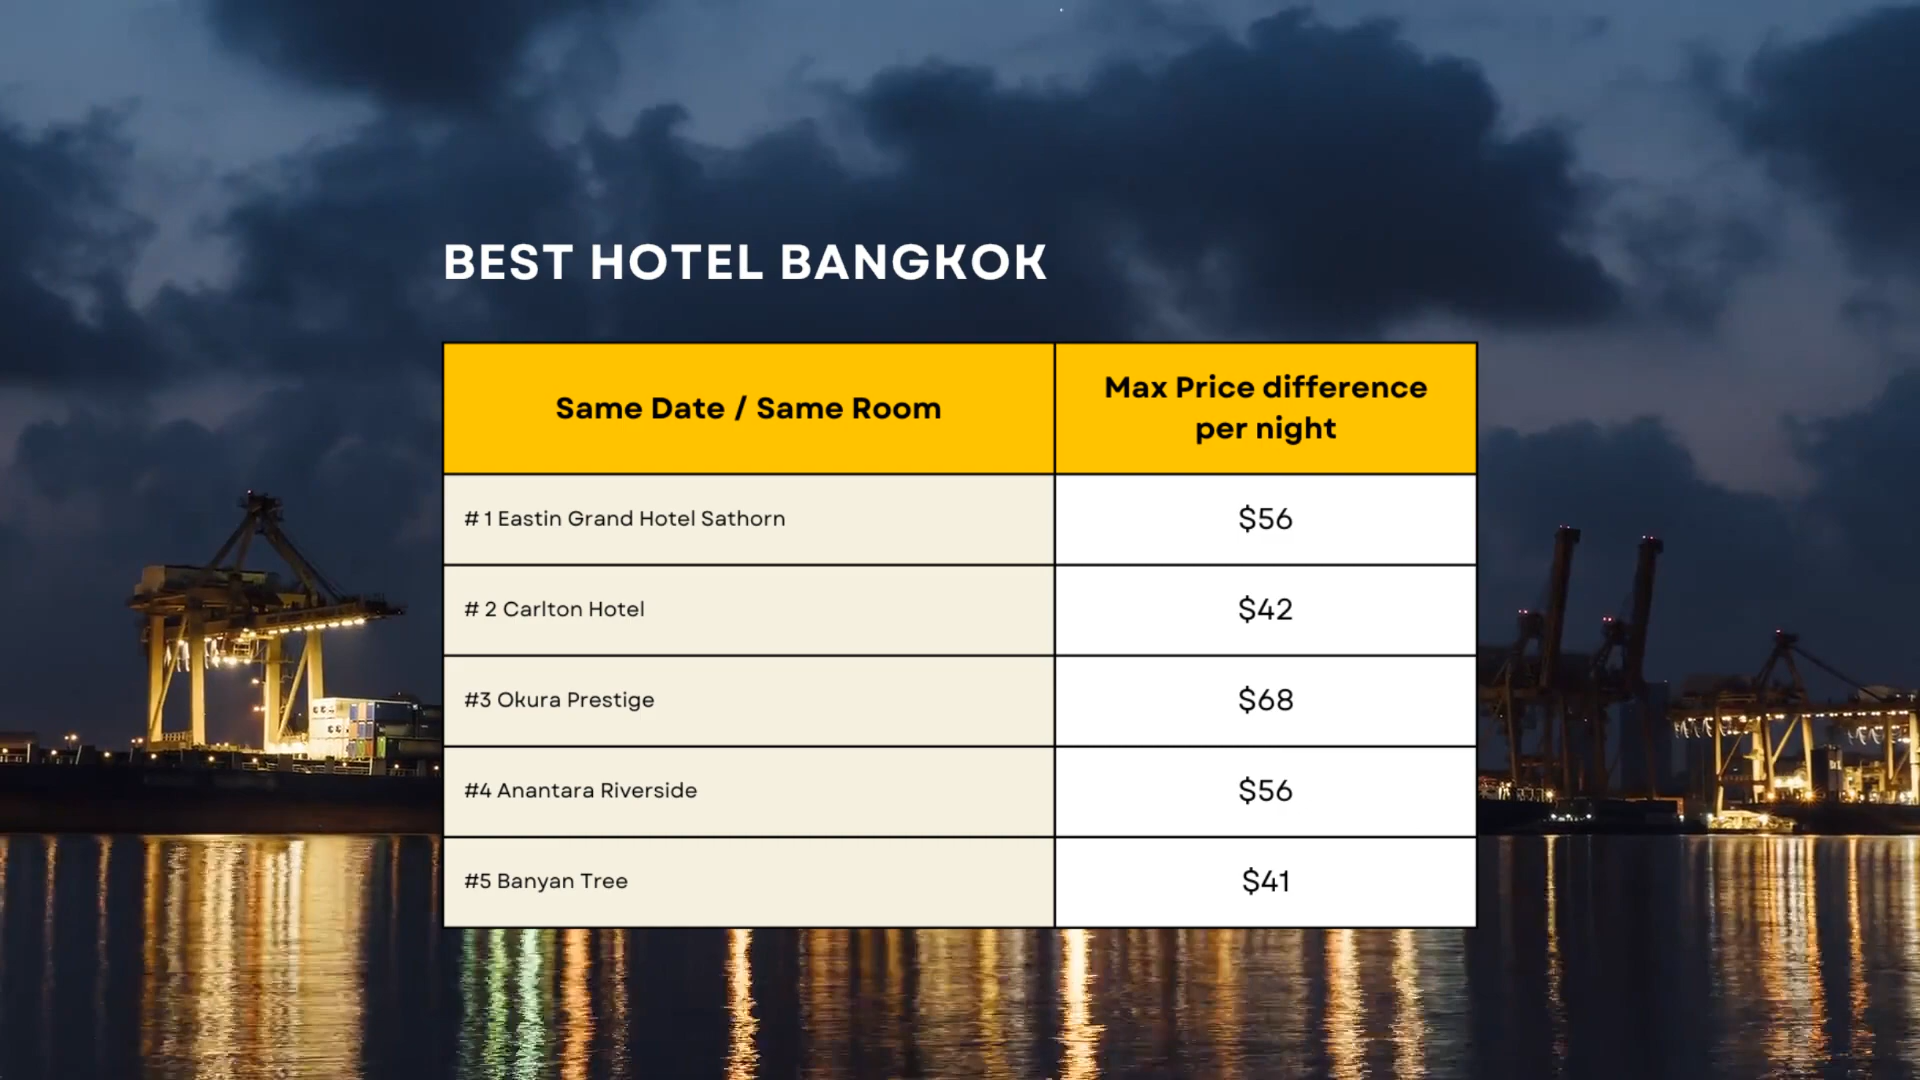 BEST HOTEL BANGKOK
Same Date / Same Room
Max Price difference
per night
# 1 Eastin Grand Hotel Sathorn
$56
# 2 Carlton Hotel
$42
#3 Okura Prestige
$68
#4 Anantara Riverside
$56
#5 Banyan Tree
$41